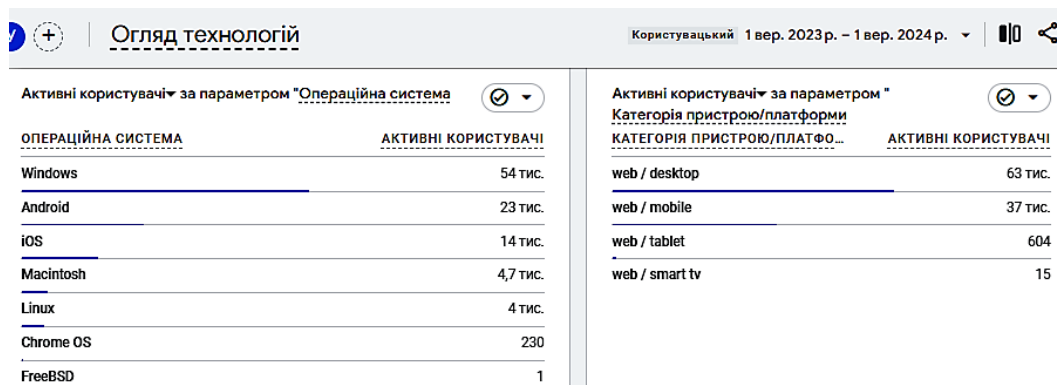 Огляд технологій
Користувацький 1 вер. 2023 р. – 1 вер. 2024 р.
Активні користувачі за параметром "Операційна система
ОПЕРАЦІЙНА СИСТЕМА АКТИВНІ КОРИСТУВАЧІ
Windows 54 тис.
Android 23 тис.
iOS 14 тис.
Macintosh 4,7 тис.
Linux 4 тис.
Chrome OS 230
FreeBSD 1
Активні користувачі за параметром "
Категорія пристрою/платформи
КАТЕГОРІЯ ПРИСТРОЮ/ПЛАТФО... АКТИВНІ КОРИСТУВАЧІ
web / desktop 63 тис.
web / mobile 37 тис.
web / tablet 604
web / smart tv 15